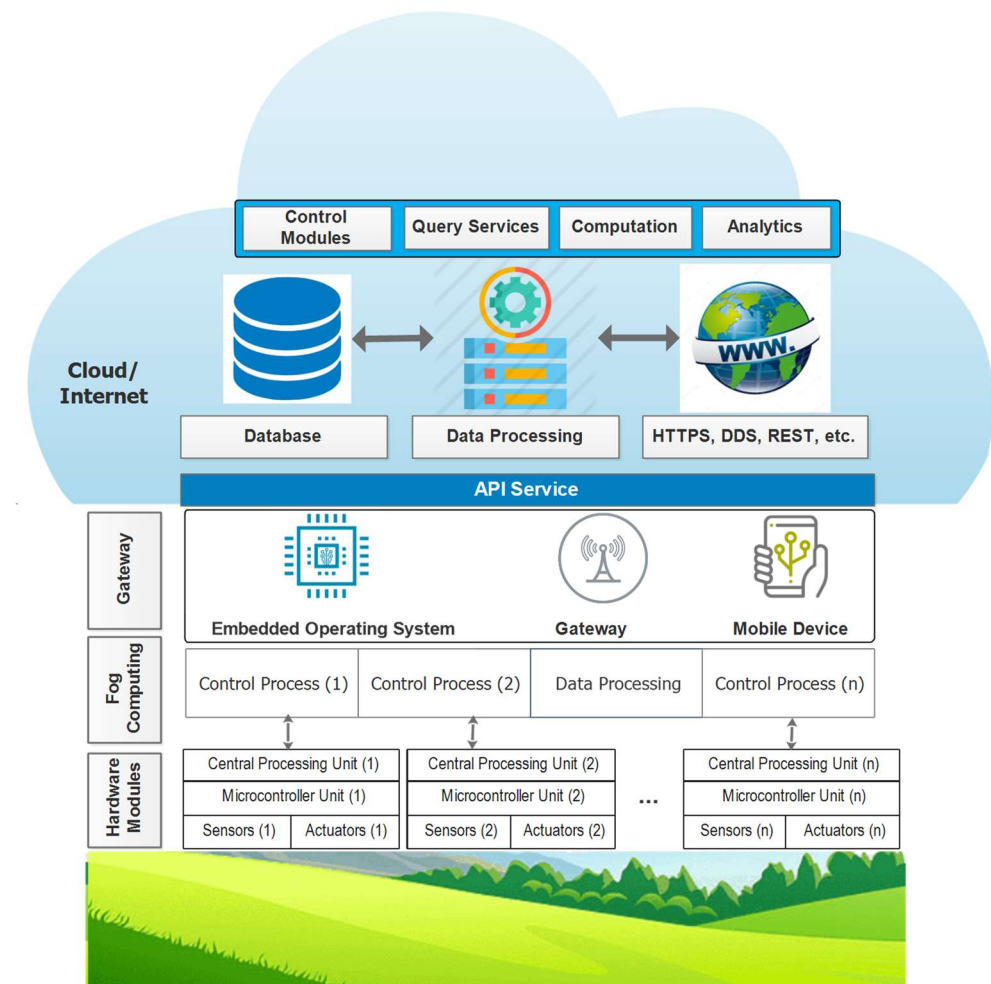 Control
Modules
Query Services
Computation
Analytics
WWW.
Cloud/
Internet
Database
Data Processing
HTTPS, DDS, REST, etc.
API Service
Gateway
Embedded Operating System
Gateway
Mobile Device
Fog
Computing
Control Process (1)
Control Process (2)
Data Processing
Control Process (n)
Hardware
Modules
Central Processing Unit (1)
Central Processing Unit (2)
Central Processing Unit (n)
Microcontroller Unit (1)
Microcontroller Unit (2)
...
Microcontroller Unit (n)
Sensors (1)
Actuators (1)
Sensors (2)
Actuators (2)
Sensors (n)
Actuators (n)